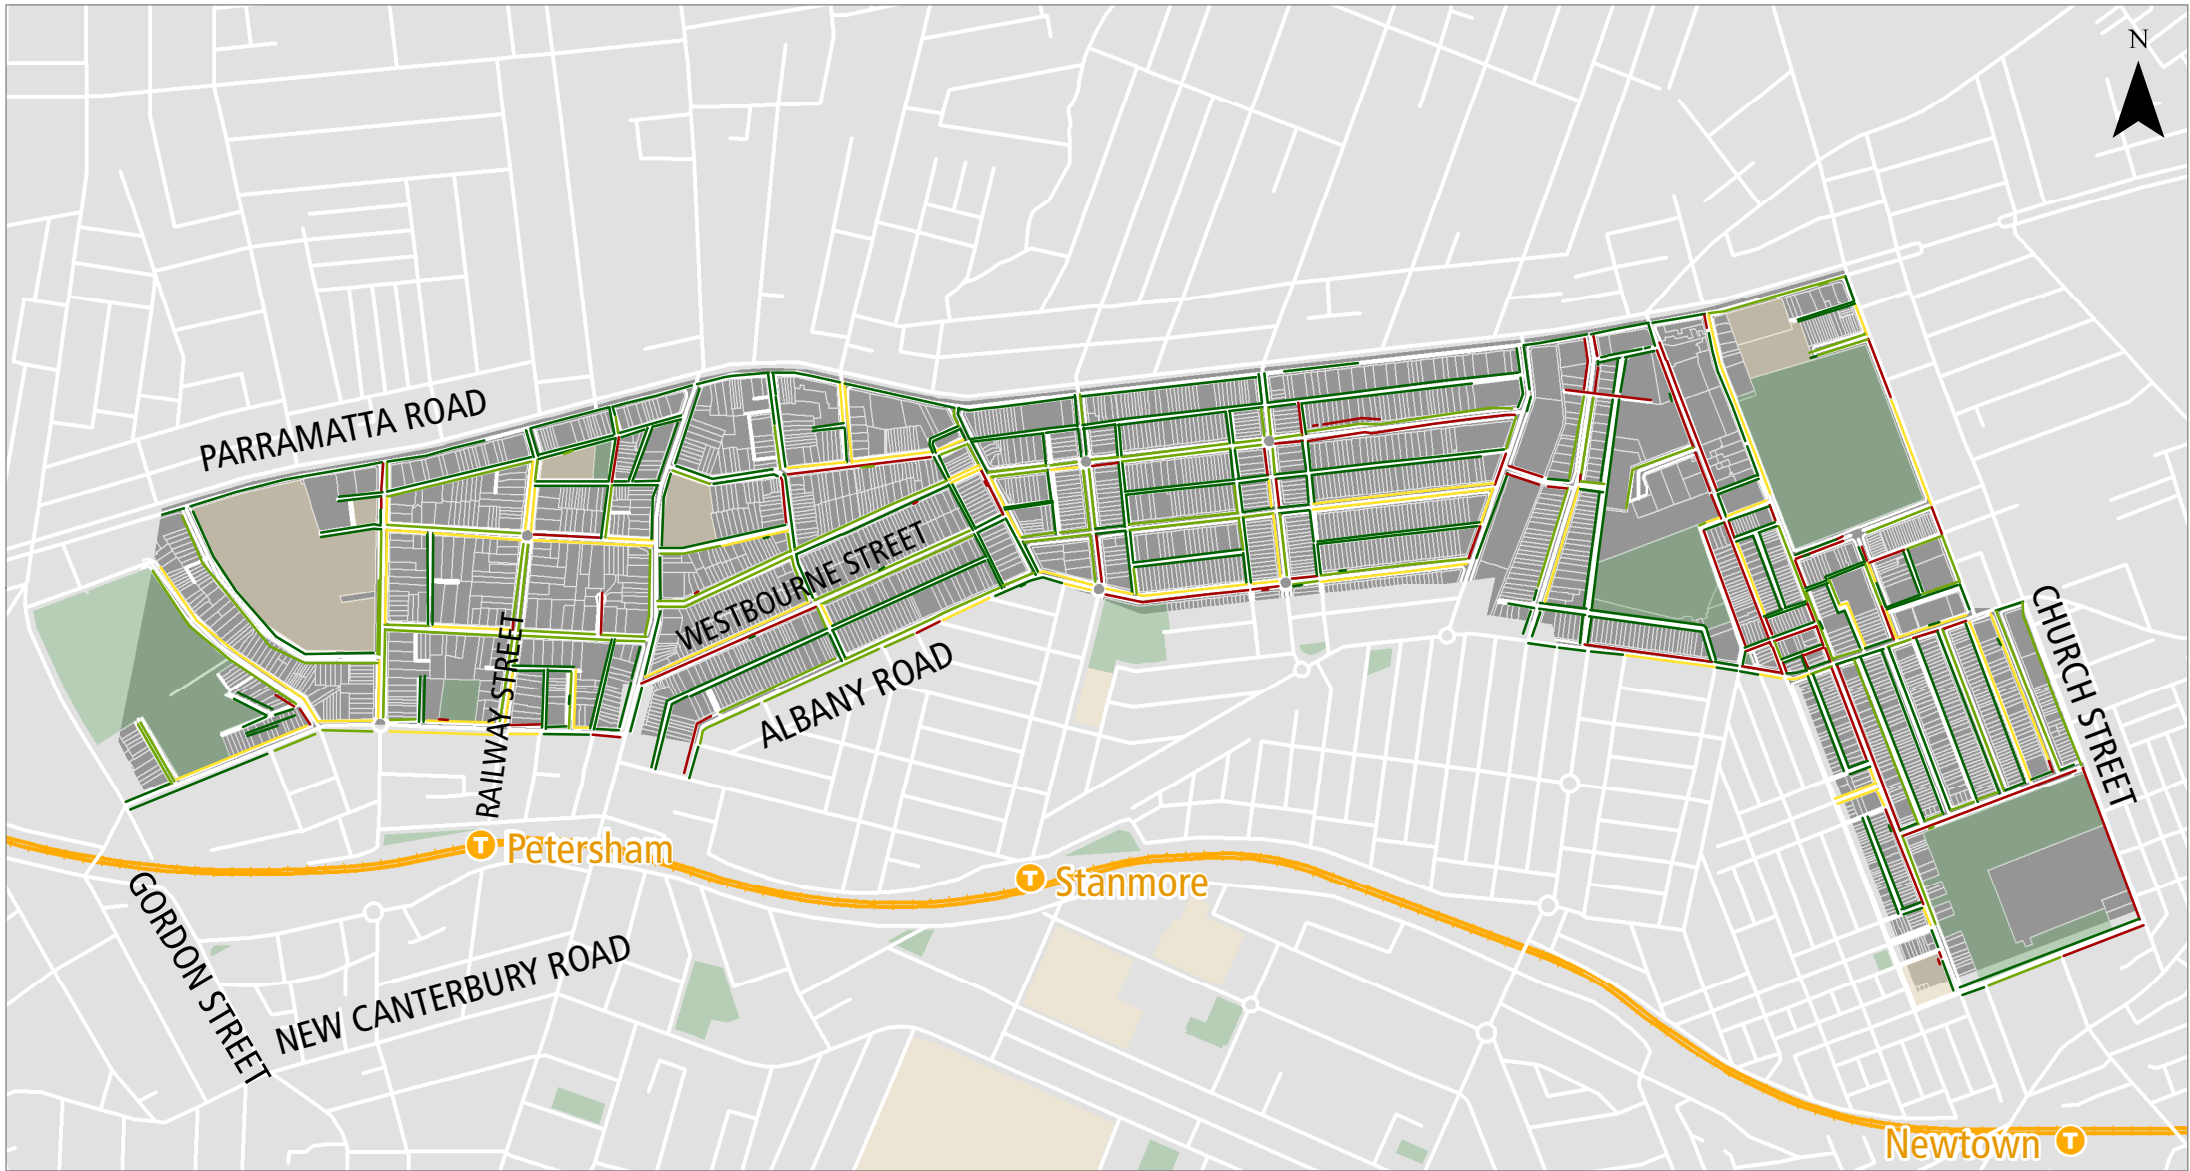 N
PARRAMATTA ROAD
WESTBOURNE STREET
CHURCH STREET
RAILWAY STREET
ALBANY ROAD
T Petersham
T Stanmore
GORDON STREET
NEW CANTERBURY ROAD
Newtown T